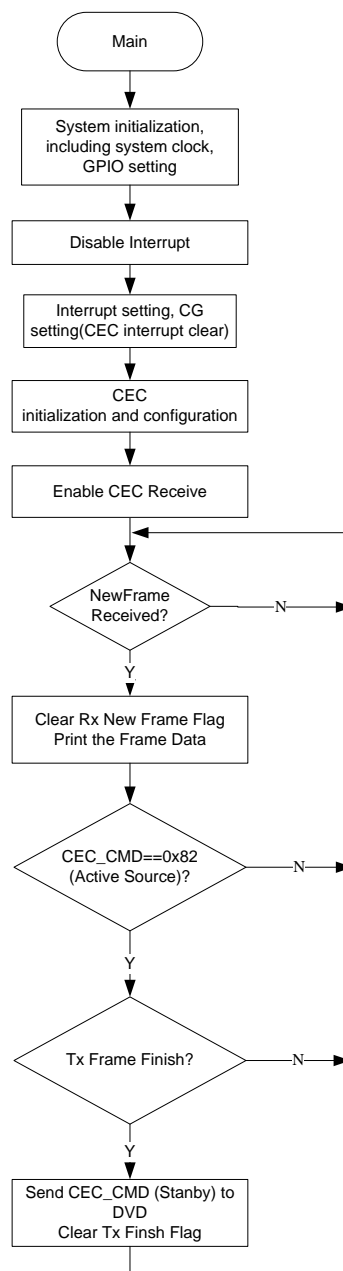 Main
System initialization,
including system clock,
GPIO setting
Disable Interrupt
Interrupt setting, CG
setting(CEC interrupt clear)
CEC
initialization and configuration
Enable CEC Receive
NewFrame
Received?
N
Y
Clear Rx New Frame Flag
Print the Frame Data
CEC_CMD==0x82
(Active Source)?
N
Y
Tx Frame Finish?
N
Y
Send CEC_CMD (Stanby) to
DVD
Clear Tx Finsh Flag